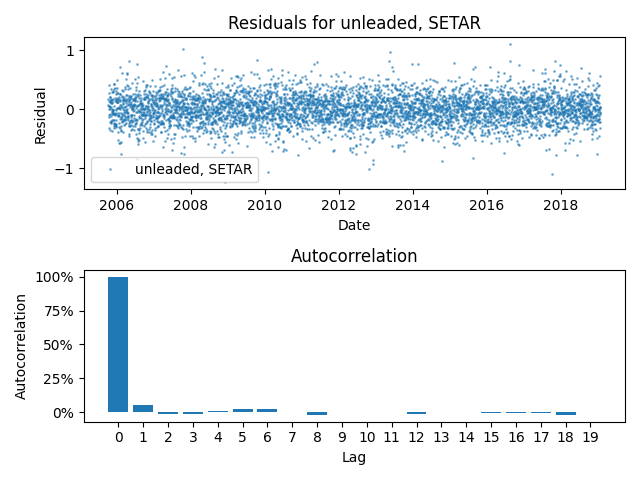 Residuals for unleaded, SETAR
1
0
−1
Residual
unleaded, SETAR
2006 2008 2010 2012 2014 2016 2018
Date
Autocorrelation
100%
75%
50%
25%
0%
Autocorrelation
0 1 2 3 4 5 6 7 8 9 10 11 12 13 14 15 16 17 18 19
Lag